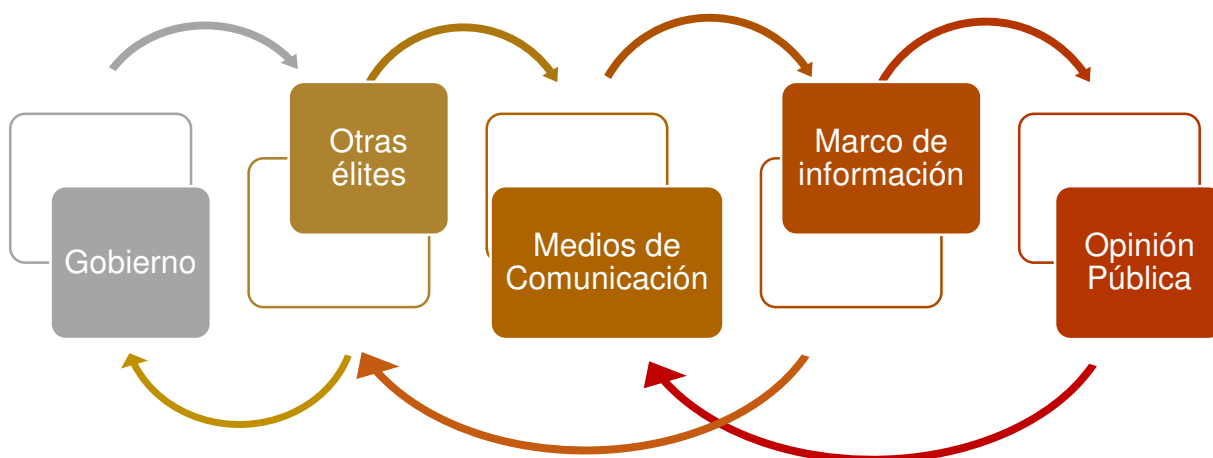 Gobierno
Otras
élites
Medios de
Comunicación
Marco de
información
Opinión
Pública